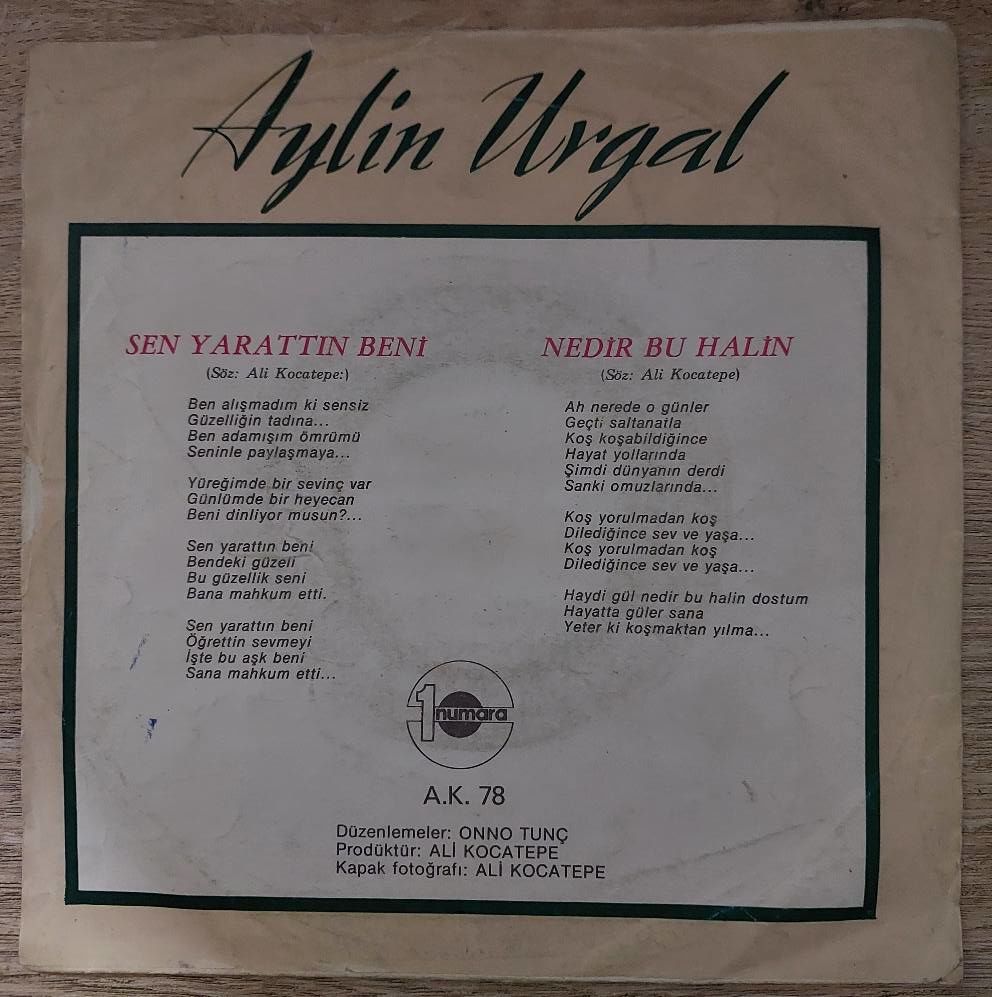 Aylin Urgal
SEN YARATTIN BENİ
(Söz: Ali Kocatepe:)
Ben alışmadım ki sensiz
Güzelliğin tadına...
Ben adamışım ömrümü
Seninle paylaşmaya...
Yüreğimde bir sevinç var
Günlümde bir heyecan
Beni dinliyor musun?...
Sen yarattın beni
Bendeki güzeli
Bu güzellik seni
Bana mahkum etti.
Sen yarattın beni
Öğrettin sevmeyi
İşte bu aşk beni
Sana mahkum etti...
NEDİR BU HALİN
(Söz: Ali Kocatepe)
Ah nerede o günler
Geçti saltanatla
Koş koşabildiğince
Hayat yollarında
Şimdi dünyanın derdi
Sanki omuzlarında...
Koş yorulmadan koş
Dilediğince sev ve yaşa...
Koş yorulmadan koş
Dilediğince sev ve yaşa...
Haydi gül nedir bu halin dostum
Hayatta güler sana
Yeter ki koşmaktan yılma...
1 numara
A.K. 78
Düzenlemeler: ONNO TUNÇ
Prodüktür: ALİ KOCATEPE
Kapak fotoğrafı: ALİ KOCATEPE